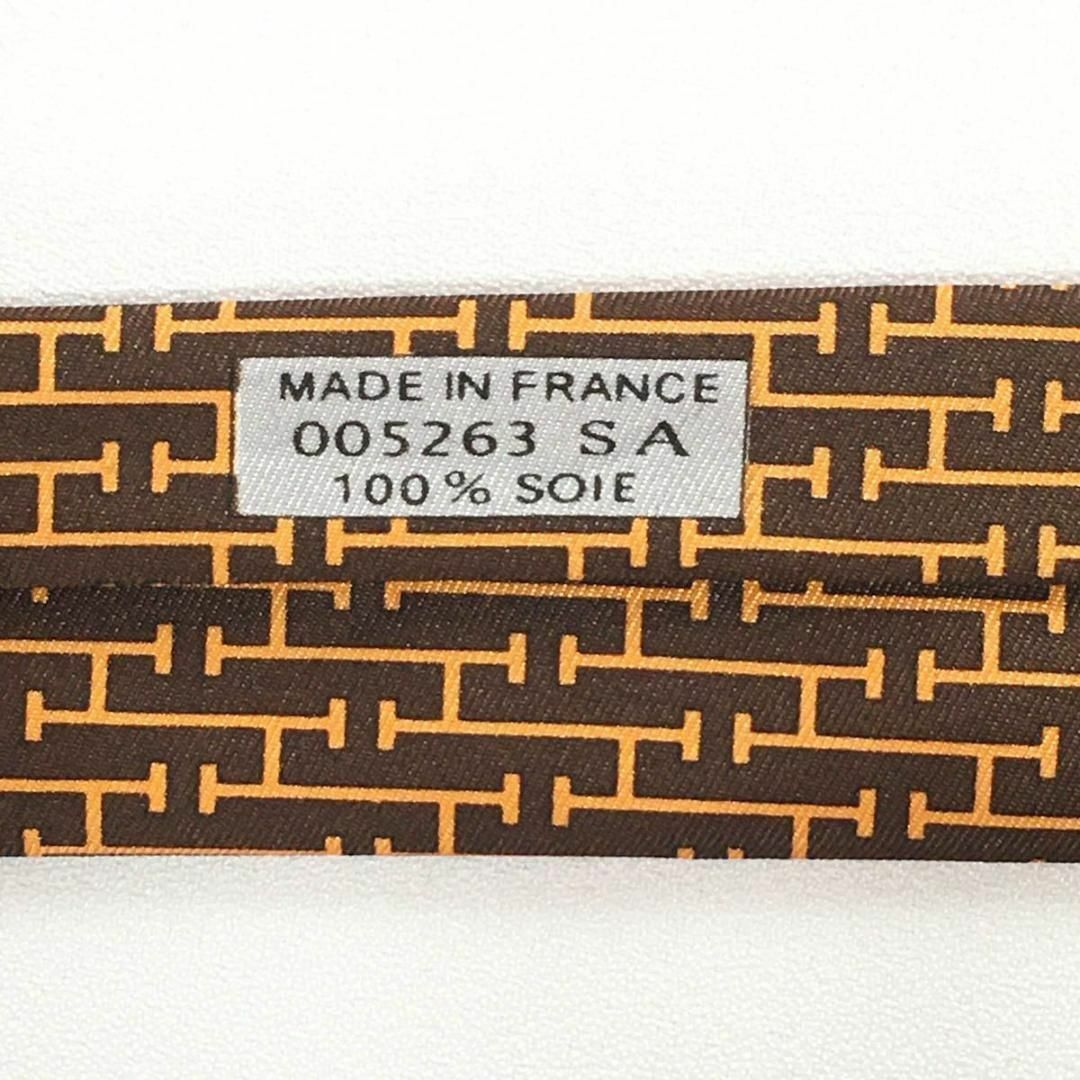 MADE IN FRANCE
005263 SA
100% SOIE